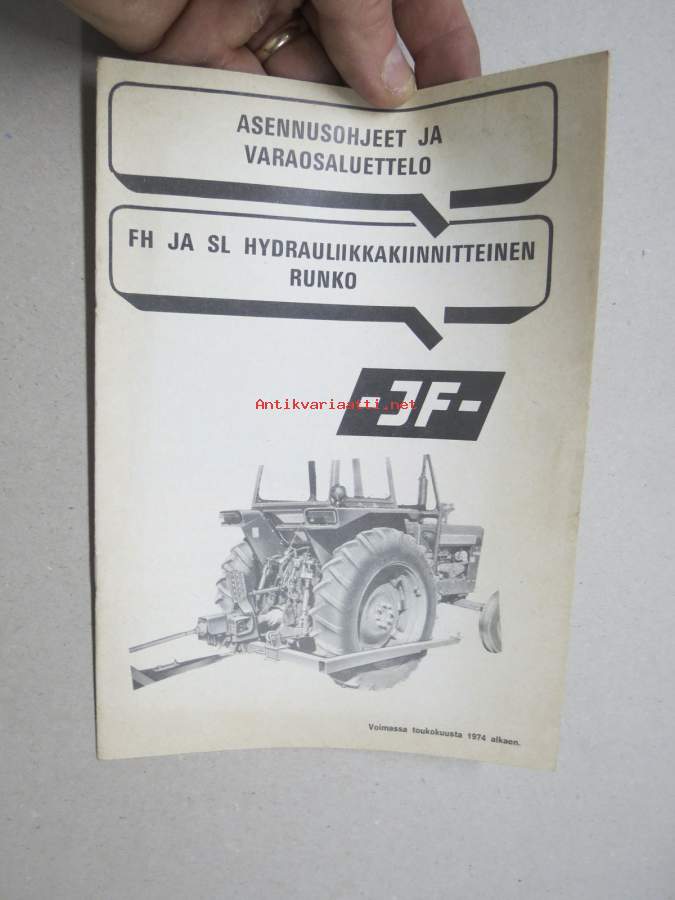 ASENNUSOHJEET JA
VARAOSALUETTELO
FH JA SL HYDRAULIIKKAKIINNITTEINEN
RUNKO
-JF-
Antikvariaatti.net
Voimassa toukokuusta 1974 alkaen.